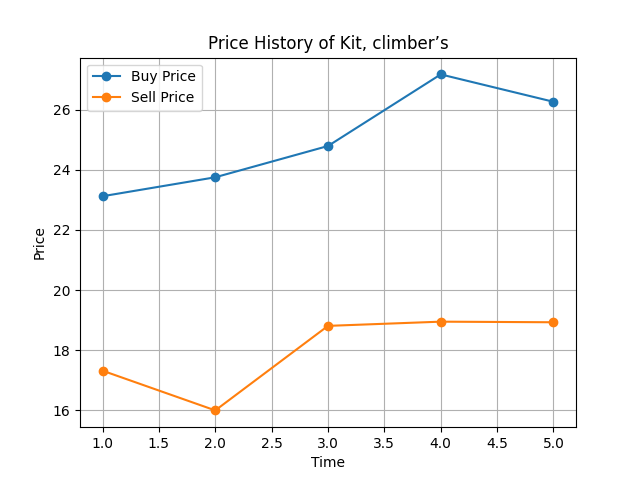 Price History of Kit, climber’s
Buy Price
Sell Price
26
24
22
20
18
16
Price
1.0 1.5 2.0 2.5 3.0 3.5 4.0 4.5 5.0
Time